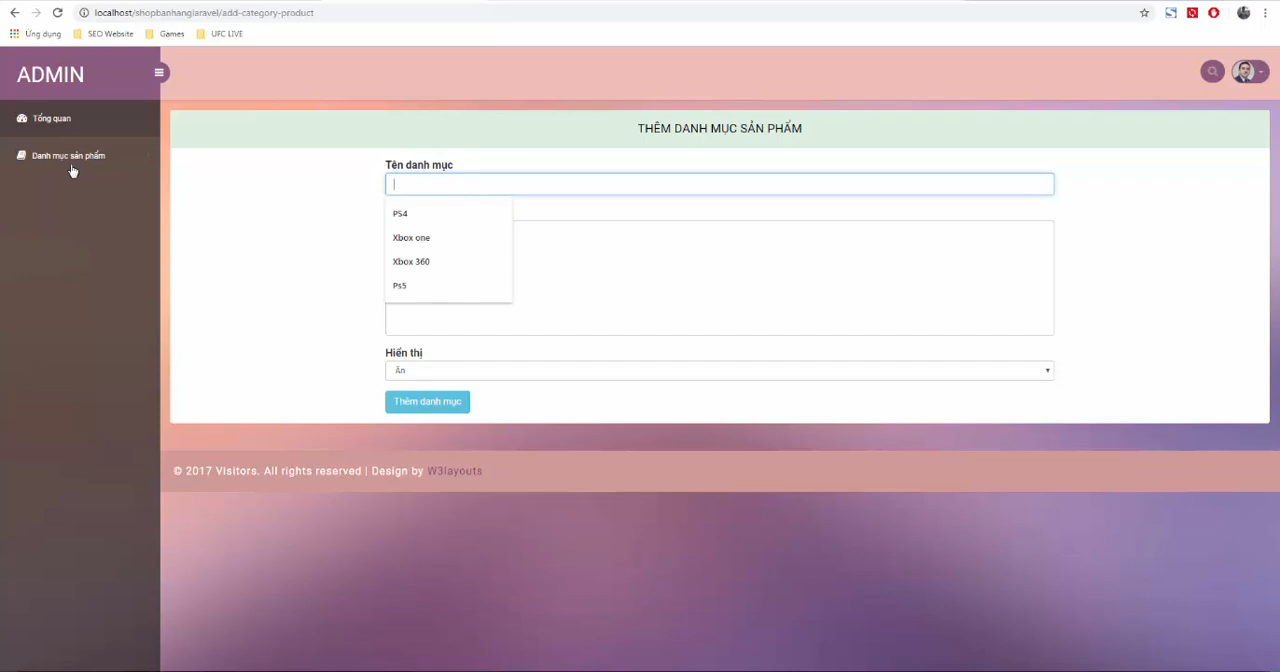 localhost/shopbanhanglaravel/add-category-product
Ứng dụng SEO Website Games UFC LIVE
ADMIN
Tổng quan
Danh mục sản phẩm
THÊM DANH MỤC SẢN PHẨM
Tên danh mục
PS4
Xbox one
Xbox 360
Ps5
Hiển thị
Ẩn
Thêm danh mục
© 2017 Visitors. All rights reserved | Design by W3layouts